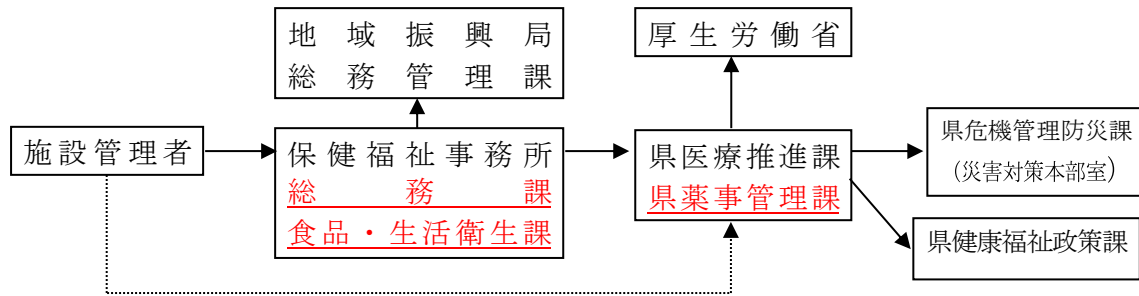 地域振興局
総務管理課
厚生労働省
施設管理者
保健福祉事務所
総務課
食品・生活衛生課
県医療推進課
県薬事管理課
県危機管理防災課
(災害対策本部室)
県健康福祉政策課